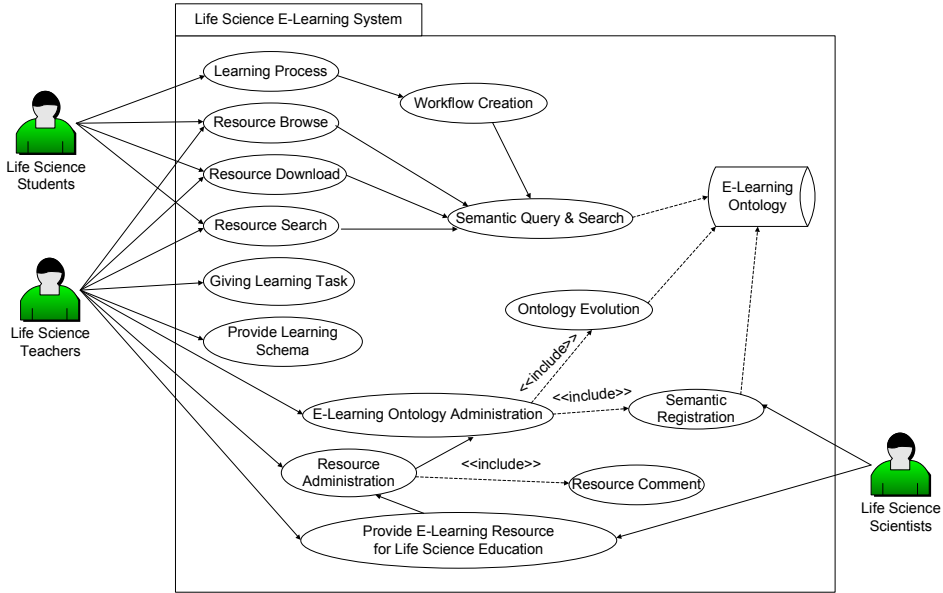 Life Science E-Learning System
Learning Process
Workflow Creation
Resource Browse
Life Science
Students
Resource Download
E-Learning
Ontology
Resource Search
Semantic Query & Search
Giving Learning Task
Ontology Evolution
Life Science
Teachers
Provide Learning
Schema
<<include>>
<<include>>
E-Learning Ontology Administration
Semantic
Registration
Resource
Administration
<<include>>
Resource Comment
Life Science
Scientists
Provide E-Learning Resource
for Life Science Education